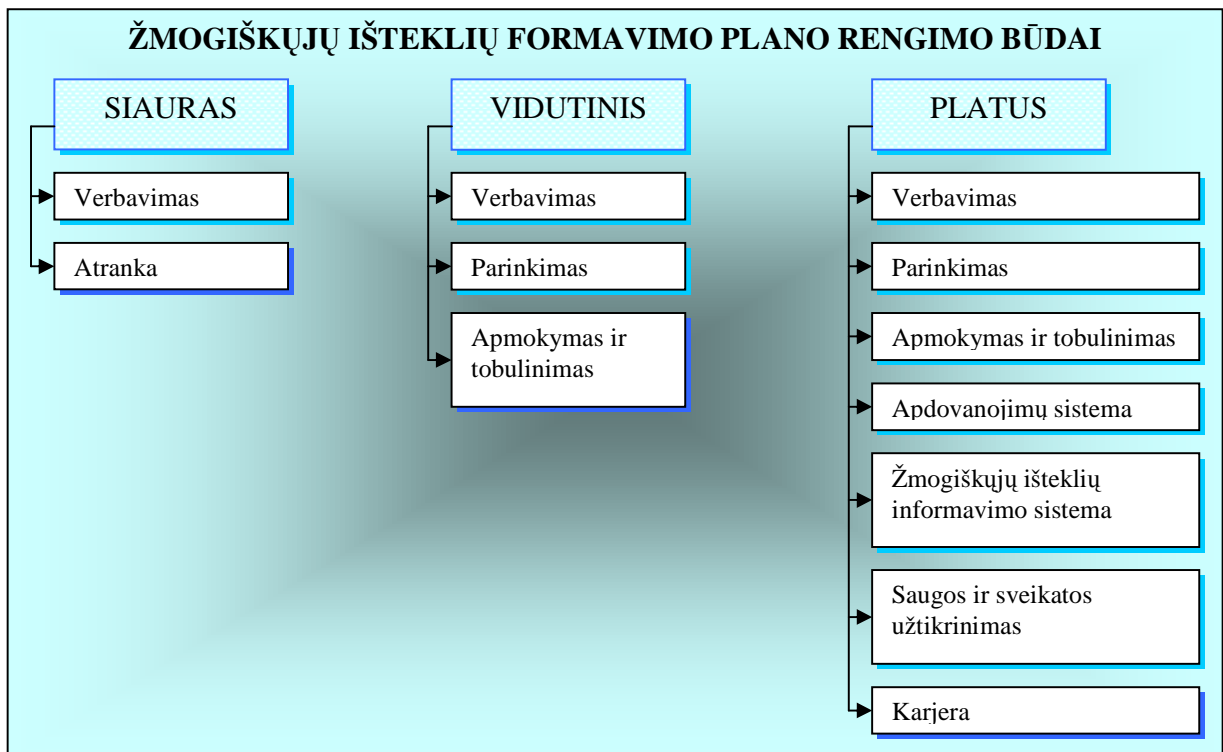 ŽMOGIŠKŲJŲ IŠTEKLIŲ FORMAVIMO PLANO RENGIMO BŪDAI
SIAURAS
Verbavimas
Atranka
VIDUTINIS
Verbavimas
Parinkimas
Apmokymas ir
tobulinimas
PLATUS
Verbavimas
Parinkimas
Apmokymas ir tobulinimas
Apdovanojimų sistema
Žmogiškųjų išteklių
informavimo sistema
Saugos ir sveikatos
užtikrinimas
Karjera